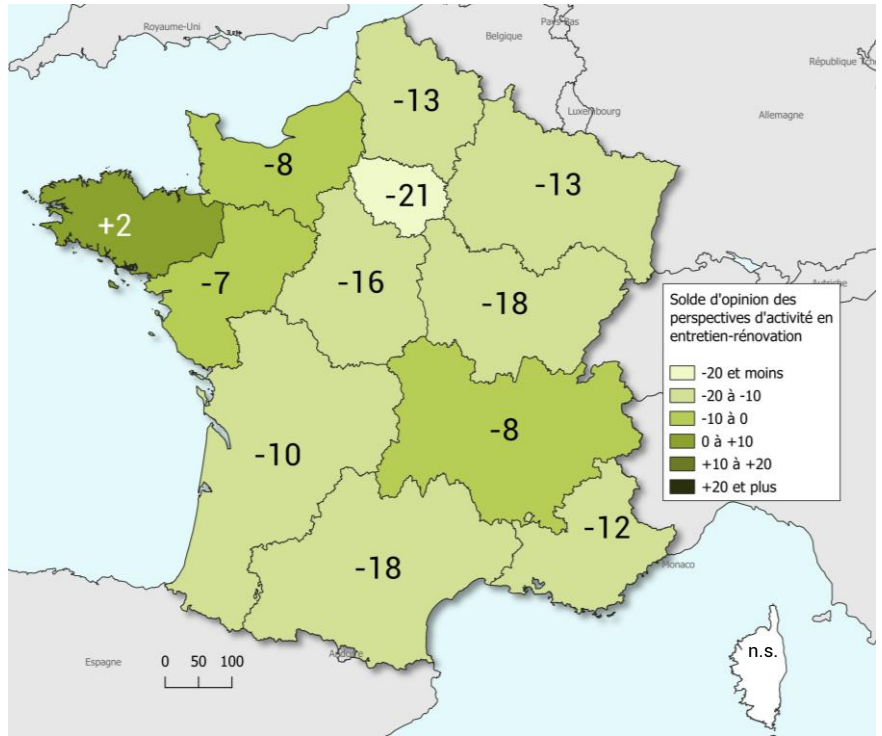 Royaume-Uni
Pays-Bas
Belgique
République Tche
Luxembourg
Allemagne
-13
-8
-21
-13
+2
-7
-16
-18
Autriche
Solde d'opinion des
perspectives d'activité en
entretien-rénovation
-20 et moins
-20 à -10
-10 à 0
0 à +10
+10 à +20
+20 et plus
-10
-8
-12
-18
Monaco
Andorre
Espagne
0 50 100
n.s.